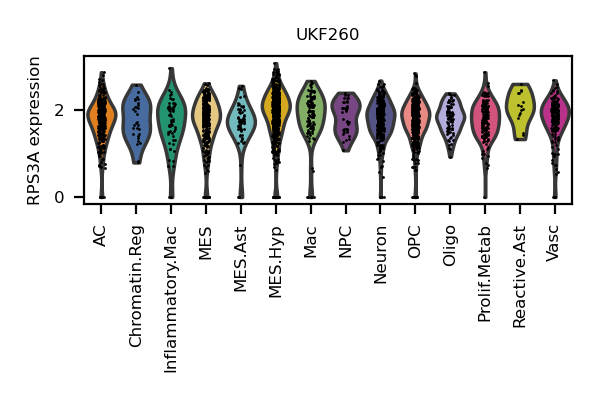 UKF260
RPS3A expression
2
0
AC
Chromatin.Reg
Inflammatory.Mac
MES
MES.Ast
MES.Hyp
Mac
NPC
Neuron
OPC
Oligo
Prolif.Metab
Reactive.Ast
Vasc